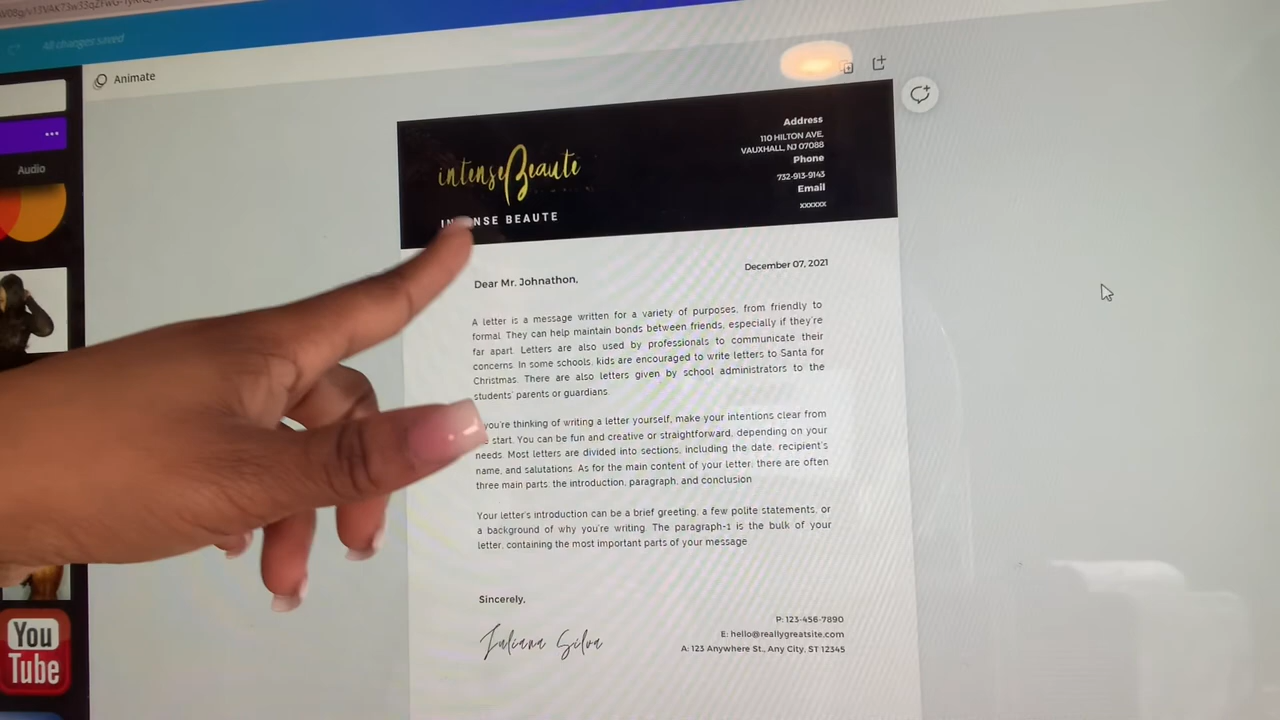 All changes saved
Animate
Audio
intenseBeaute
INTENSE BEAUTE
Address
110 HILTON AVE.
VAUXHALL, NJ 07088
Phone
732-913-9143
Email
xxxxxx
December 07, 2021
Dear Mr. Johnathon,
A letter is a message written for a variety of purposes, from friendly to
formal. They can help maintain bonds between friends, especially if they're
far apart. Letters are also used by professionals to communicate their
concerns. In some schools, kids are encouraged to write letters to Santa for
Christmas. There are also letters given by school administrators to the
students' parents or guardians.
you're thinking of writing a letter yourself, make your intentions clear from
start. You can be fun and creative or straightforward, depending on your
needs. Most letters are divided into sections, including the date, recipient's
name, and salutations. As for the main content of your letter, there are often
three main parts: the introduction, paragraph, and conclusion
Your letter's introduction can be a brief greeting, a few polite statements, or
a background of why you're writing. The paragraph-1 is the bulk of your
letter, containing the most important parts of your message
Sincerely,
Juliana Silva
P: 123-456-7890
E: hello@reallygreatsite.com
A: 123 Anywhere St., Any City, ST 12345
You
Tube